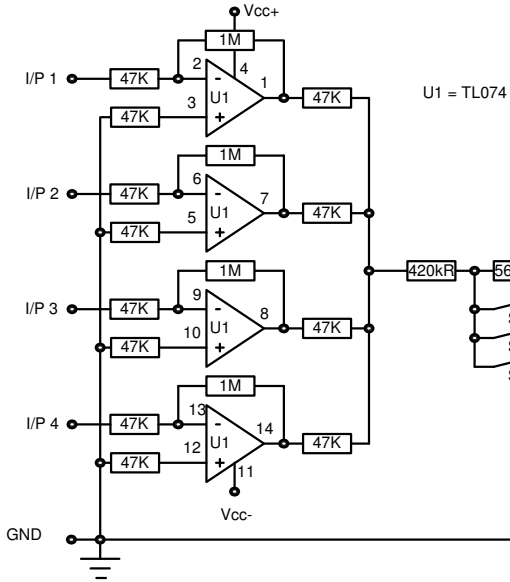 Vcc+
1M
I/P 1
47K
2
4
1
U1
47K
3
47K
U1 = TL074
1M
I/P 2
47K
6
7
U1
47K
5
47K
420kR
56
1M
I/P 3
47K
9
8
U1
47K
10
47K
S
S
S
1M
I/P 4
47K
13
14
U1
47K
12
47K
11
Vcc-
GND